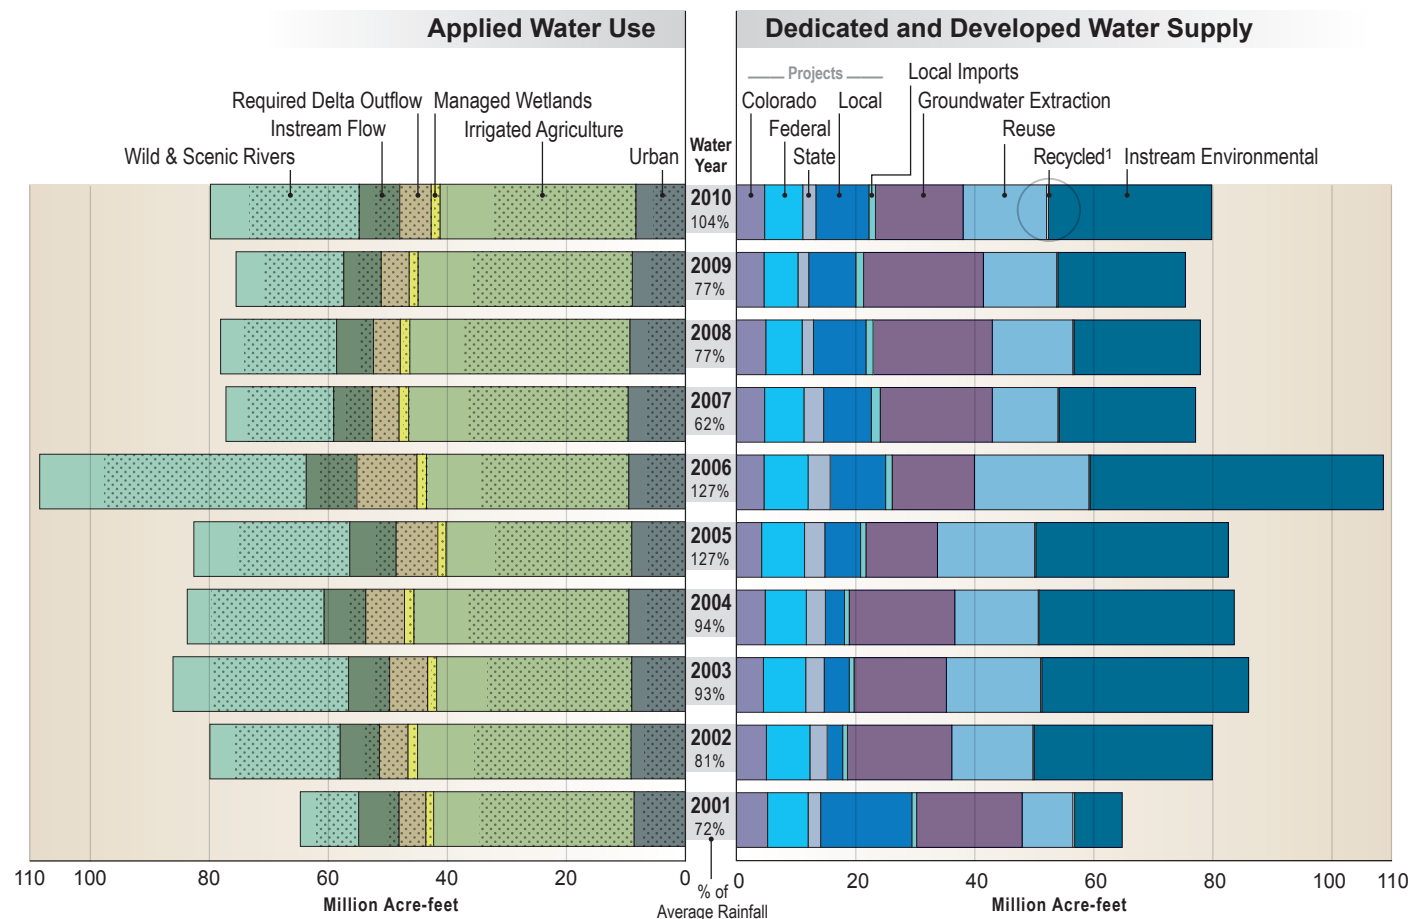 Applied Water Use
Dedicated and Developed Water Supply
Projects
Local Imports
Required Delta Outflow
Managed Wetlands
Colorado
Local
Groundwater Extraction
Instream Flow
Irrigated Agriculture
Federal
Reuse
Wild & Scenic Rivers
Urban
Water
Year
State
Recycled¹
Instream Environmental
2010
104%
2009
77%
2008
77%
2007
62%
2006
127%
2005
127%
2004
94%
2003
93%
2002
81%
2001
72%
110 100 80 60 40 20 0
0 20 40 60 80 100 110
Million Acre-feet
% of
Average Rainfall
Million Acre-feet